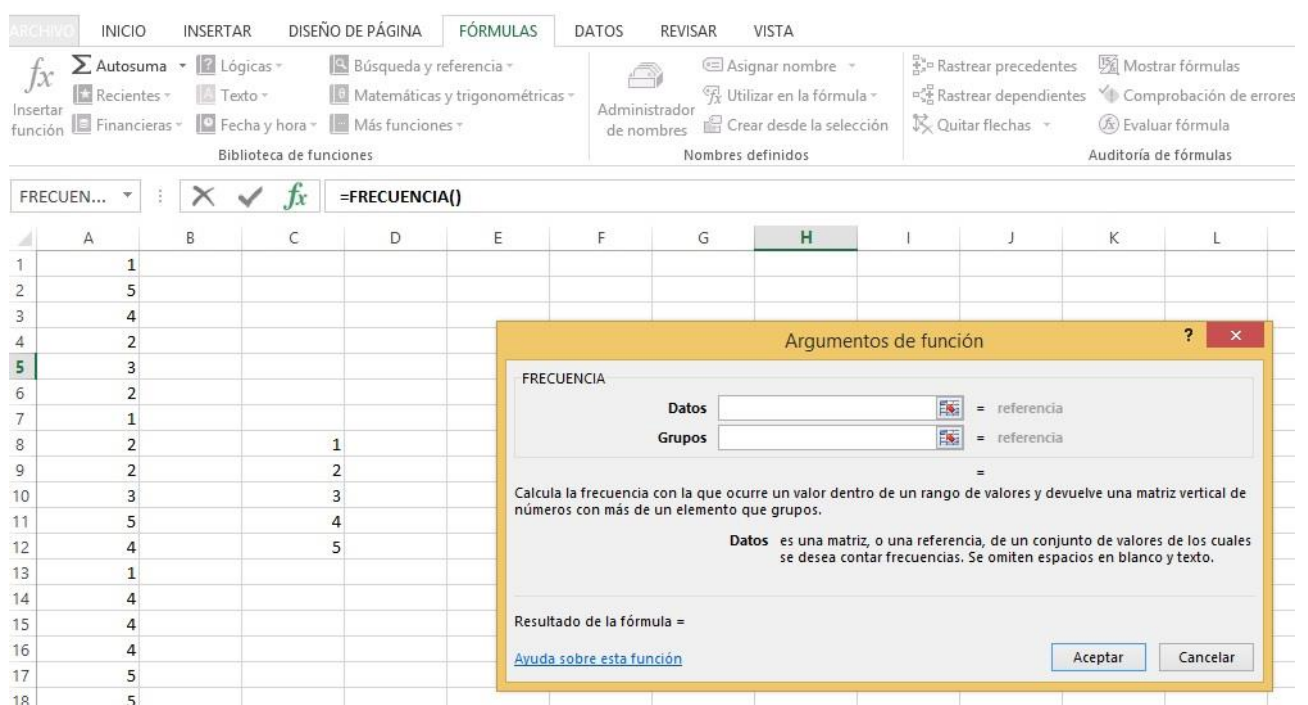 ARCHIVO INICIO INSERTAR DISEÑO DE PÁGINA FÓRMULAS DATOS REVISAR VISTA
fx Insertar función
Σ Autosuma
Recientes
Financieras
? Lógicas
A Texto
Fecha y hora
Búsqueda y referencia
θ Matemáticas y trigonométricas
Más funciones
Biblioteca de funciones
Administrador de nombres
Asignar nombre
fx Utilizar en la fórmula
Crear desde la selección
Nombres definidos
Rastrear precedentes
Rastrear dependientes
Quitar flechas
Mostrar fórmulas
Comprobación de errores
fx Evaluar fórmula
Auditoría de fórmulas
FRECUEN... fx =FRECUENCIA()
A B C D E F G H I J K L
1 1
2 5
3 4
4 2
5 3
6 2
7 1
8 2 1
9 2 2
10 3 3
11 5 4
12 4 5
13 1
14 4
15 4
16 4
17 5
18 5
Argumentos de función ? ×
FRECUENCIA
Datos = referencia
Grupos = referencia
=
Calcula la frecuencia con la que ocurre un valor dentro de un rango de valores y devuelve una matriz vertical de
números con más de un elemento que grupos.
Datos es una matriz, o una referencia, de un conjunto de valores de los cuales
se desea contar frecuencias. Se omiten espacios en blanco y texto.
Resultado de la fórmula =
Ayuda sobre esta función
Aceptar Cancelar